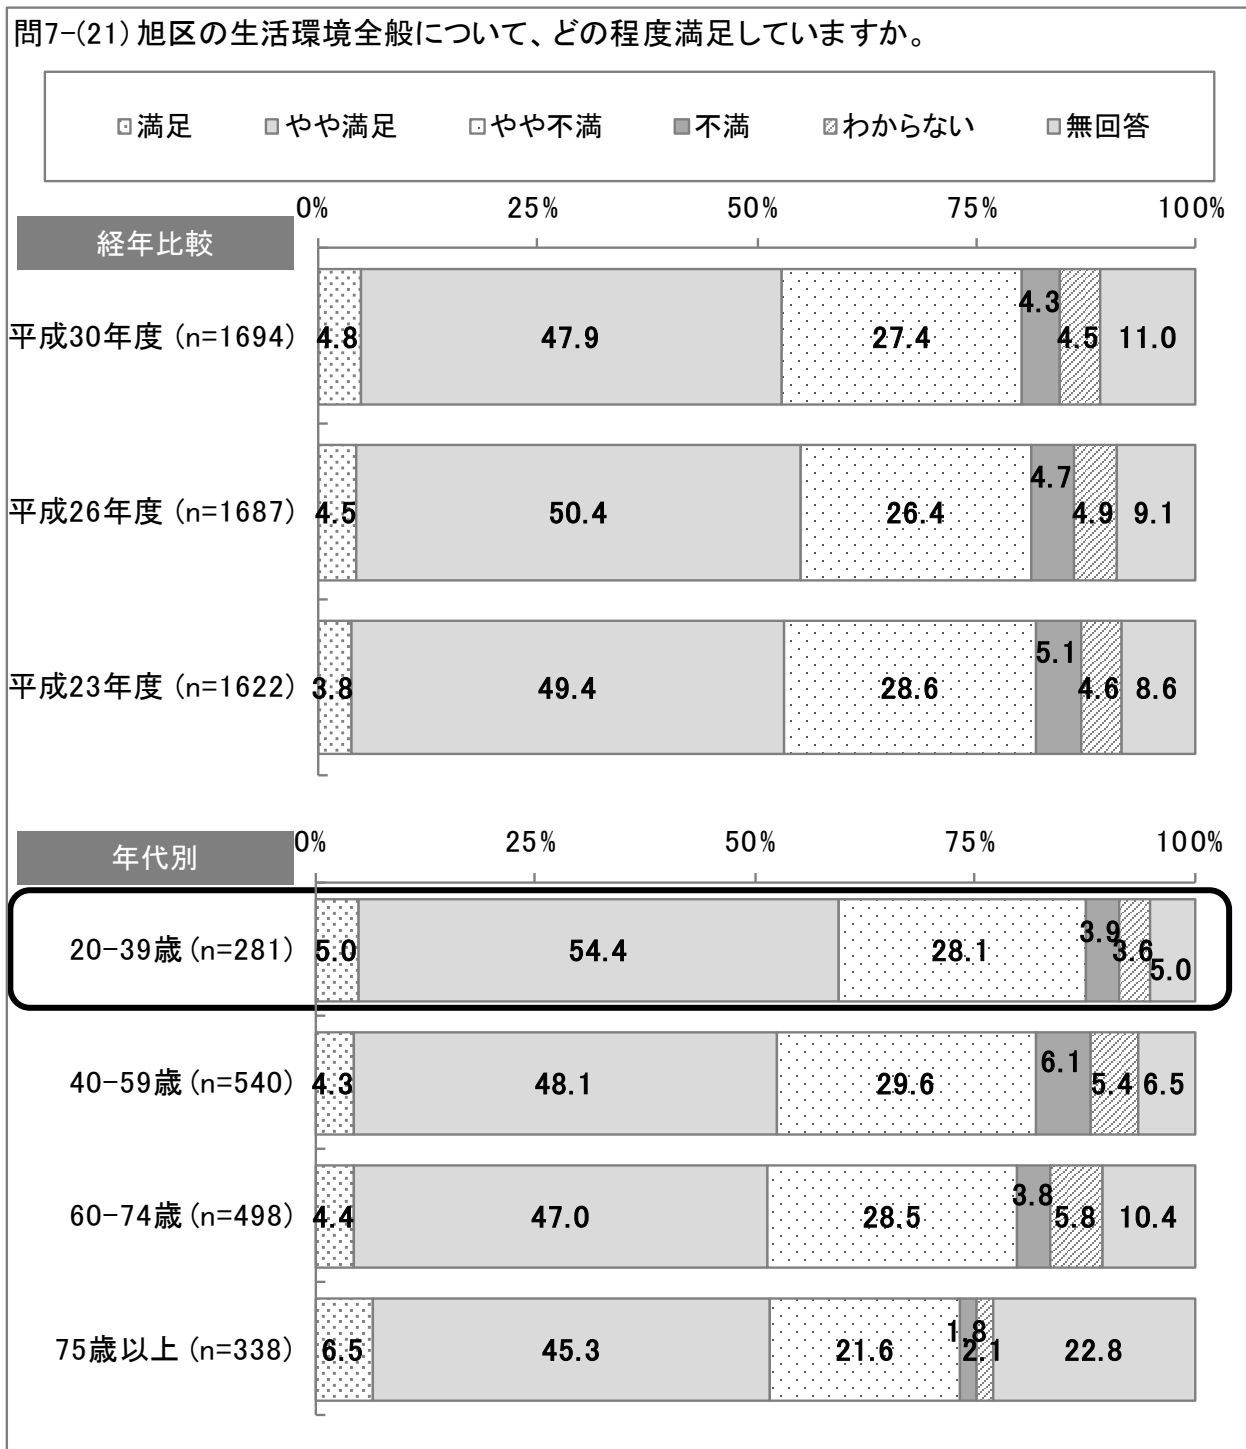 問7-(21) 旭区の生活環境全般について、どの程度満足していますか。
満足 やや満足 やや不満 不満 わからない 無回答
0% 25% 50% 75% 100%
経年比較
平成30年度 (n=1694) 4.8 47.9 27.4 4.3 4.5 11.0
平成26年度 (n=1687) 4.5 50.4 26.4 4.7 4.9 9.1
平成23年度 (n=1622) 3.8 49.4 28.6 5.1 4.6 8.6
0% 25% 50% 75% 100%
年代別
20-39歳 (n=281) 5.0 54.4 28.1 3.9 3.6 5.0
40-59歳 (n=540) 4.3 48.1 29.6 6.1 5.4 6.5
60-74歳 (n=498) 4.4 47.0 28.5 3.8 5.8 10.4
75歳以上 (n=338) 6.5 45.3 21.6 1.8 2.1 22.8